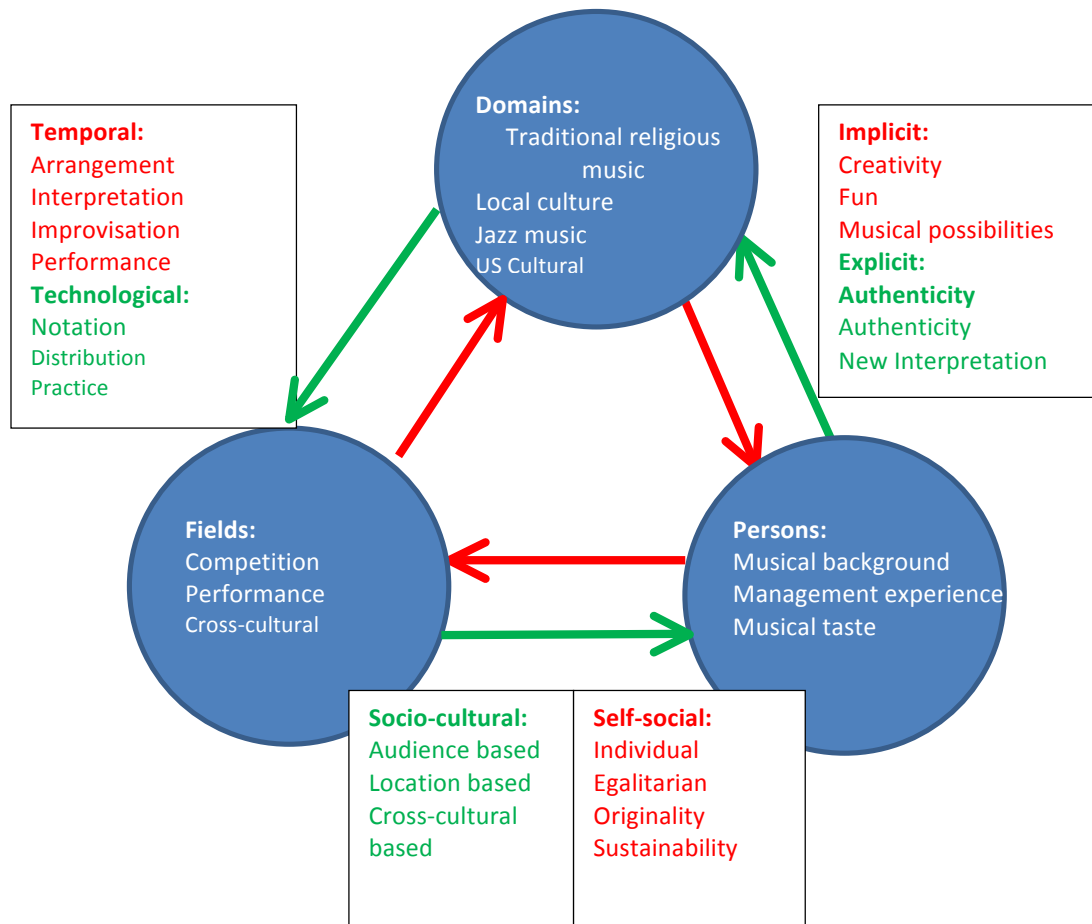 Domains:
Traditional religious
music
Local culture
Jazz music
US Cultural
Temporal:
Arrangement
Interpretation
Improvisation
Performance
Technological:
Notation
Distribution
Practice
Implicit:
Creativity
Fun
Musical possibilities
Explicit:
Authenticity
Authenticity
New Interpretation
Fields:
Competition
Performance
Cross-cultural
Persons:
Musical background
Management experience
Musical taste
Socio-cultural:
Audience based
Location based
Cross-cultural
based
Self-social:
Individual
Egalitarian
Originality
Sustainability